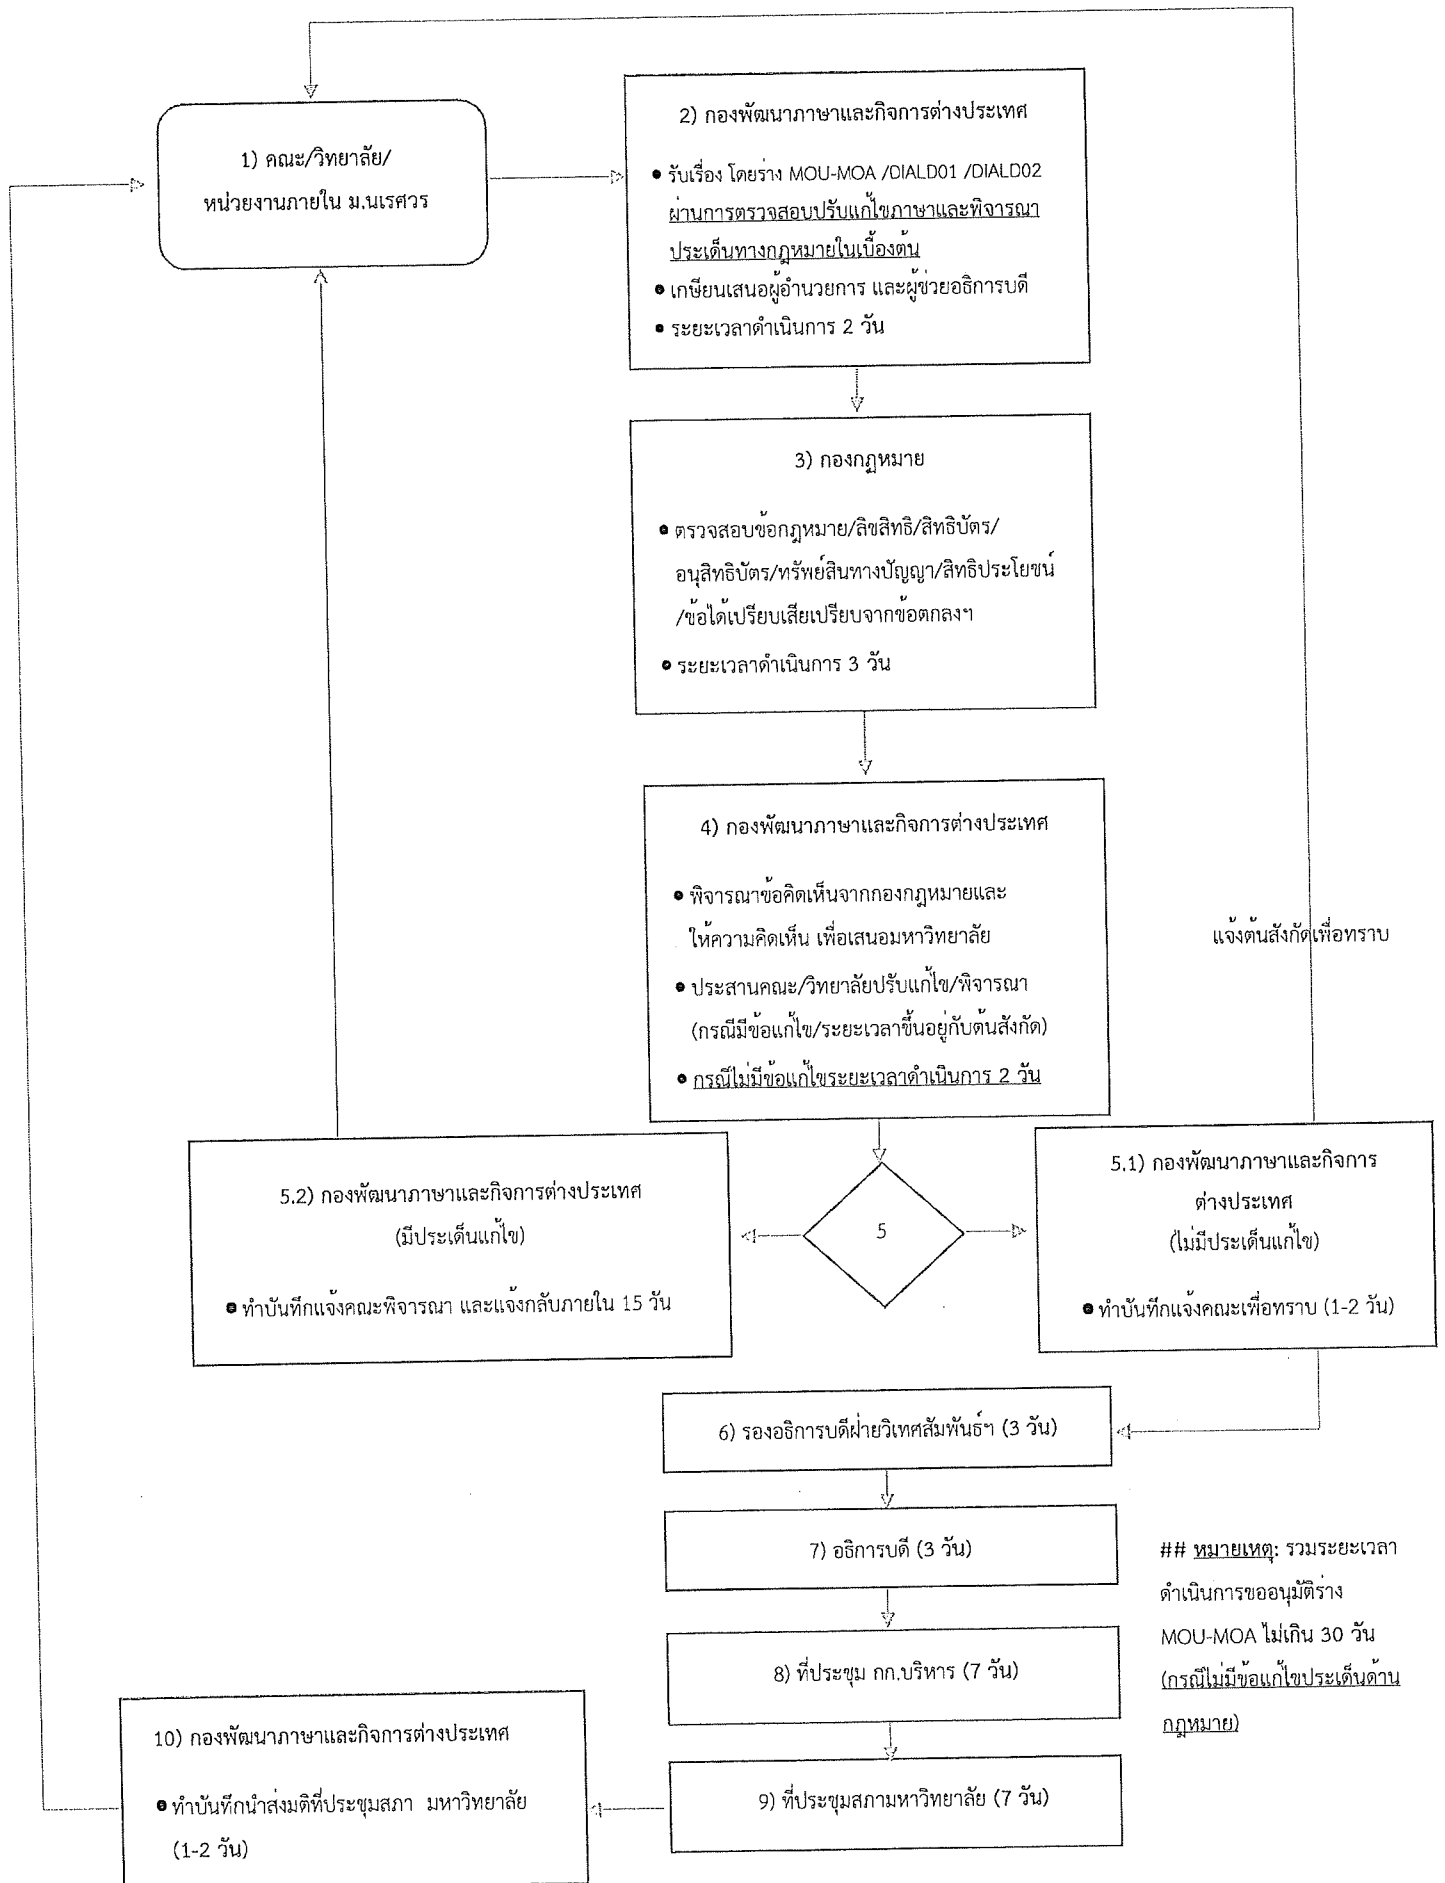 1) คณะ/วิทยาลัย/
หน่วยงานภายใน ม.นเรศวร
2) กองพัฒนาภาษาและกิจการต่างประเทศ
● รับเรื่อง โดยร่าง MOU-MOA /DIALD01 /DIALD02
ผ่านการตรวจสอบปรับแก้ไขภาษาและพิจารณา
ประเด็นทางกฎหมายในเบื้องต้น
● เกษียนเสนอผู้อำนวยการ และผู้ช่วยอธิการบดี
● ระยะเวลาดำเนินการ 2 วัน
3) กองกฎหมาย
● ตรวจสอบข้อกฎหมาย/ลิขสิทธิ/สิทธิบัตร/
อนุสิทธิบัตร/ทรัพย์สินทางปัญญา/สิทธิประโยชน์
/ข้อได้เปรียบเสียเปรียบจากข้อตกลงฯ
● ระยะเวลาดำเนินการ 3 วัน
4) กองพัฒนาภาษาและกิจการต่างประเทศ
● พิจารณาข้อคิดเห็นจากกองกฎหมายและ
ให้ความคิดเห็น เพื่อเสนอมหาวิทยาลัย
● ประสานคณะ/วิทยาลัยปรับแก้ไข/พิจารณา
(กรณีมีข้อแก้ไข/ระยะเวลาขึ้นอยู่กับต้นสังกัด)
● กรณีไม่มีข้อแก้ไขระยะเวลาดำเนินการ 2 วัน
แจ้งต้นสังกัดเพื่อทราบ
5
5.2) กองพัฒนาภาษาและกิจการต่างประเทศ
(มีประเด็นแก้ไข)
● ทำบันทึกแจ้งคณะพิจารณา และแจ้งกลับภายใน 15 วัน
5.1) กองพัฒนาภาษาและกิจการ
ต่างประเทศ
(ไม่มีประเด็นแก้ไข)
● ทำบันทึกแจ้งคณะเพื่อทราบ (1-2 วัน)
6) รองอธิการบดีฝ่ายวิเทศสัมพันธ์ฯ (3 วัน)
7) อธิการบดี (3 วัน)
8) ที่ประชุม กก.บริหาร (7 วัน)
9) ที่ประชุมสภามหาวิทยาลัย (7 วัน)
## หมายเหตุ: รวมระยะเวลา
ดำเนินการขออนุมัติร่าง
MOU-MOA ไม่เกิน 30 วัน
(กรณีไม่มีข้อแก้ไขประเด็นด้าน
กฎหมาย)
10) กองพัฒนาภาษาและกิจการต่างประเทศ
● ทำบันทึกนำส่งมติที่ประชุมสภา มหาวิทยาลัย
(1-2 วัน)